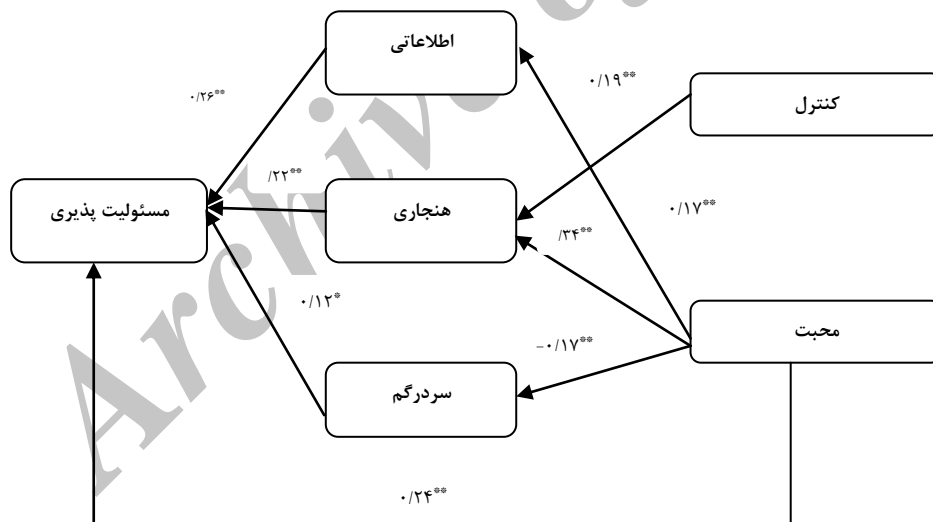 اطلاعاتی
۰/۱۹**
کنترل
۰/۲۶**
/۲۲**
مسئولیت پذیری
هنجاری
۰/۱۷**
/۳۴**
۰/۱۲*
محبت
-۰/۱۷**
سردرگم
۰/۲۴**